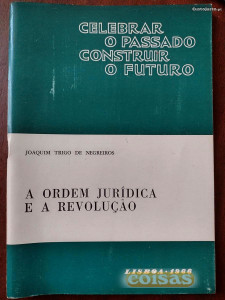 CELEBRAR
O PASSADO
CONSTRUIR
O FUTURO
JOAQUIM TRIGO DE NEGREIROS
A ORDEM JURÍDICA
E A REVOLUÇÃO
LISBOA · 1966
coisas